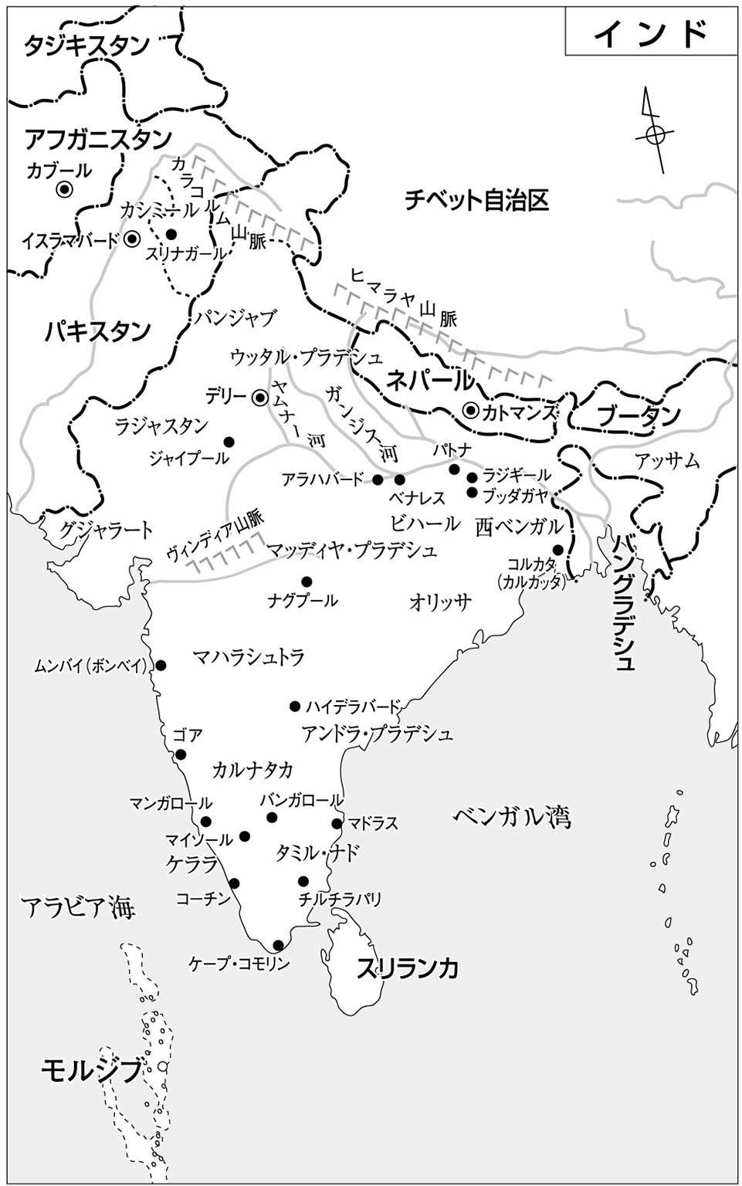 インド
タジキスタン
アフガニスタン
カブール
カラコルム山脈
カシミール
チベット自治区
イスラマバード
スリナガール
ヒマラヤ山脈
パンジャブ
パキスタン
ウッタル・プラデシュ
ネパール
デリー
ヤムナー河
ガンジス河
カトマンズ
ブータン
ラジャスタン
ジャイプール
パトナ
アッサム
アラハバード
ラジギール
ベナレス
ブッダガヤ
グジャラート
ビハール
西ベンガル
ヴィンディア山脈
マッディヤ・プラデシュ
バングラデシュ
コルカタ
(カルカッタ)
ナグプール
オリッサ
ムンバイ(ボンベイ)
マハラシュトラ
ハイデラバード
ゴア
アンドラ・プラデシュ
カルナタカ
マンガロール
バンガロール
ベンガル湾
マドラス
マイソール
ケララ
タミル・ナド
コーチン
チルチラパリ
アラビア海
ケープ・コモリン
スリランカ
モルジブ